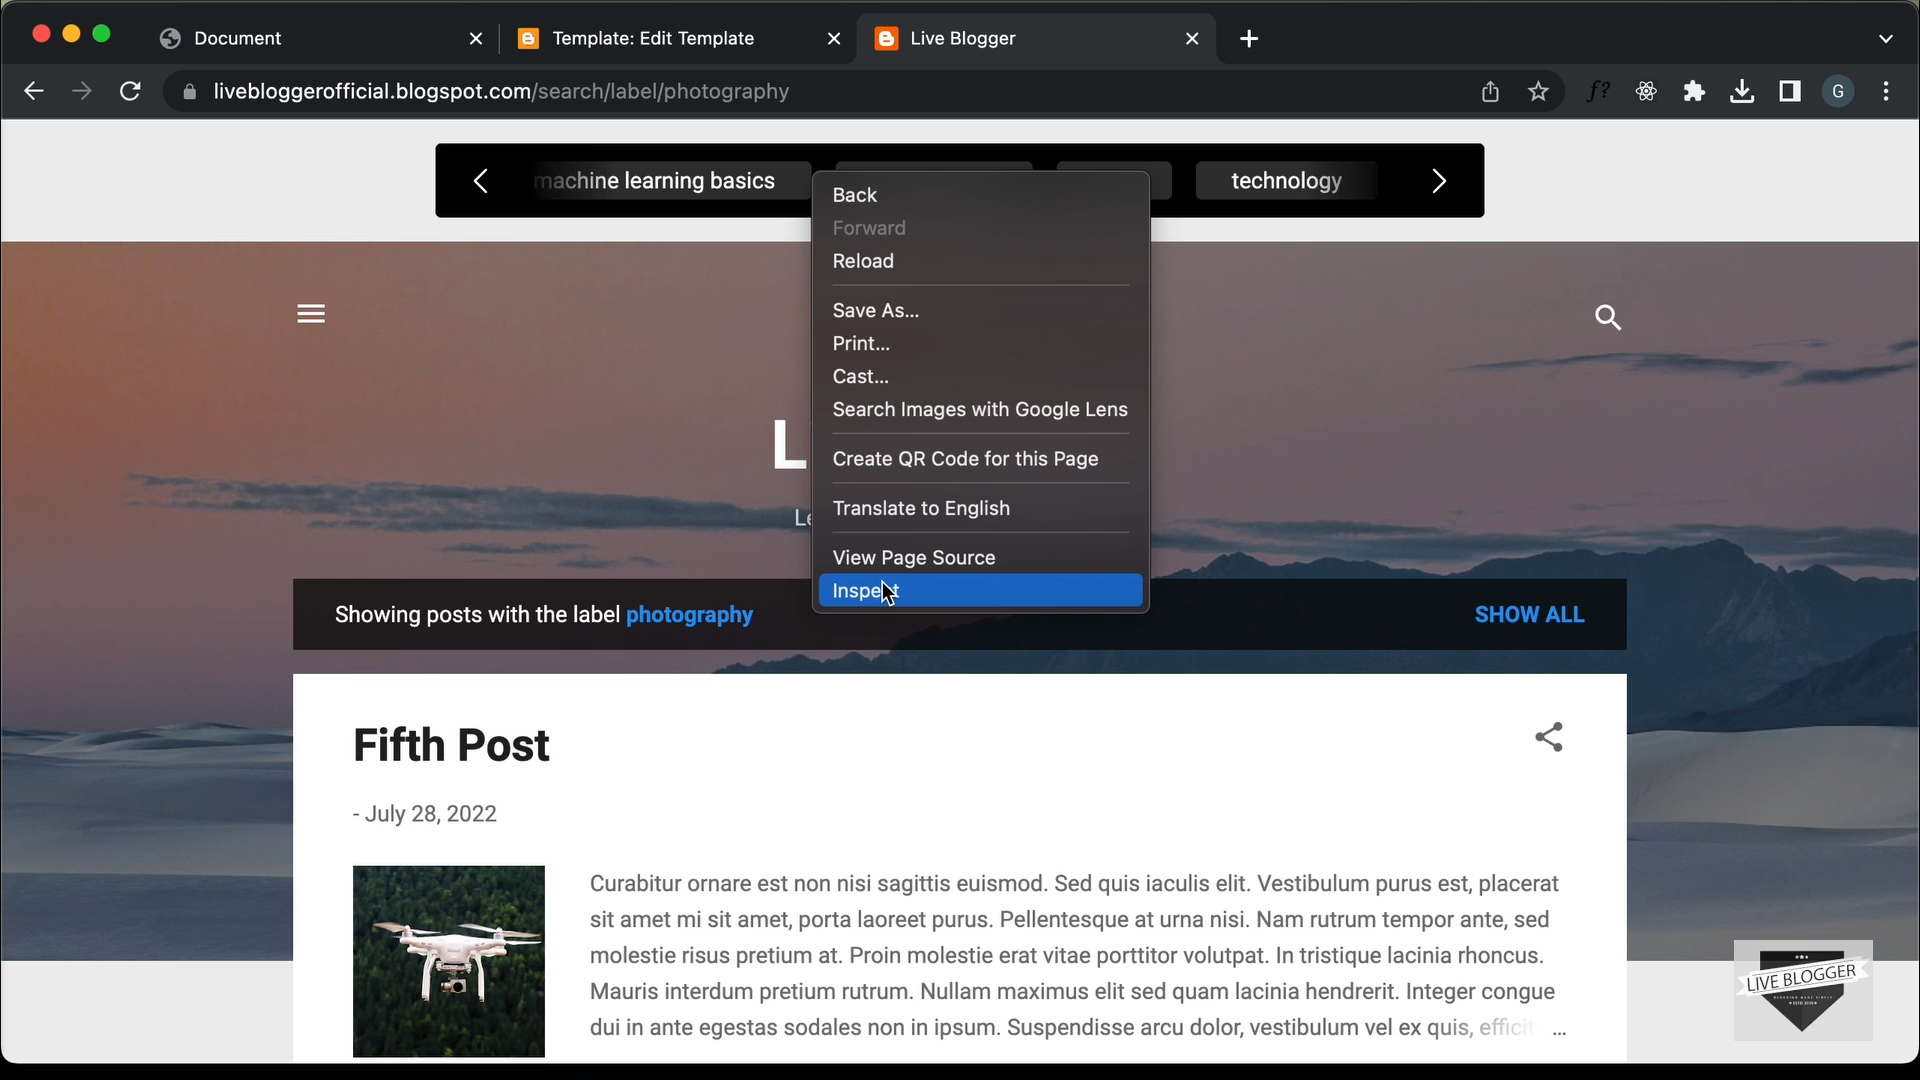 Document
Template: Edit Template
Live Blogger
livebloggerofficial.blogspot.com/search/label/photography
f?
G
machine learning basics
technology
Back
Forward
Reload
Save As...
Print...
Cast...
Search Images with Google Lens
Create QR Code for this Page
Translate to English
View Page Source
Inspect
L
Le
Showing posts with the label photography
SHOW ALL
Fifth Post
- July 28, 2022
Curabitur ornare est non nisi sagittis euismod. Sed quis iaculis elit. Vestibulum purus est, placerat
sit amet mi sit amet, porta laoreet purus. Pellentesque at urna nisi. Nam rutrum tempor ante, sed
molestie risus pretium at. Proin molestie erat vitae porttitor volutpat. In tristique lacinia rhoncus.
Mauris interdum pretium rutrum. Nullam maximus elit sed quam lacinia hendrerit. Integer congue
dui in ante egestas sodales non in ipsum. Suspendisse arcu dolor, vestibulum vel ex quis, efficit ...
LIVE BLOGGER